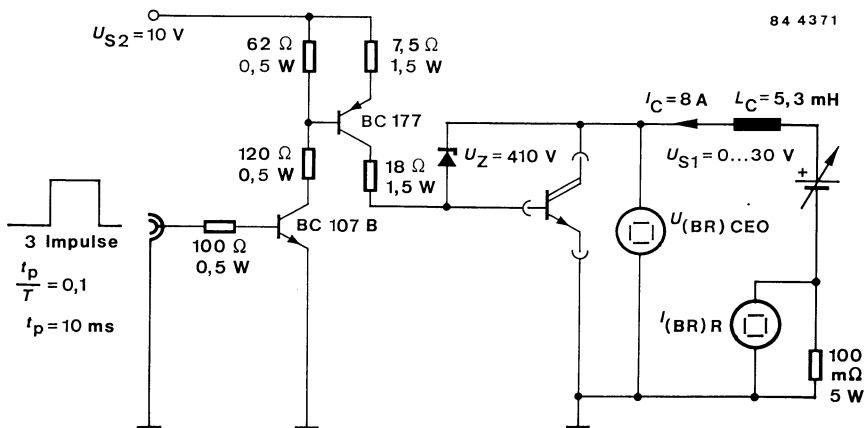 84 4371
U_S2 = 10 V
62 Ω
0,5 W
7,5 Ω
1,5 W
BC 177
120 Ω
0,5 W
18 Ω
1,5 W
U_Z = 410 V
I_C = 8 A
L_C = 5,3 mH
U_S1 = 0...30 V
+
3 Impulse
t_p/T = 0,1
t_p = 10 ms
100 Ω
0,5 W
BC 107 B
U_(BR) CEO
I_(BR) R
100
mΩ
5 W